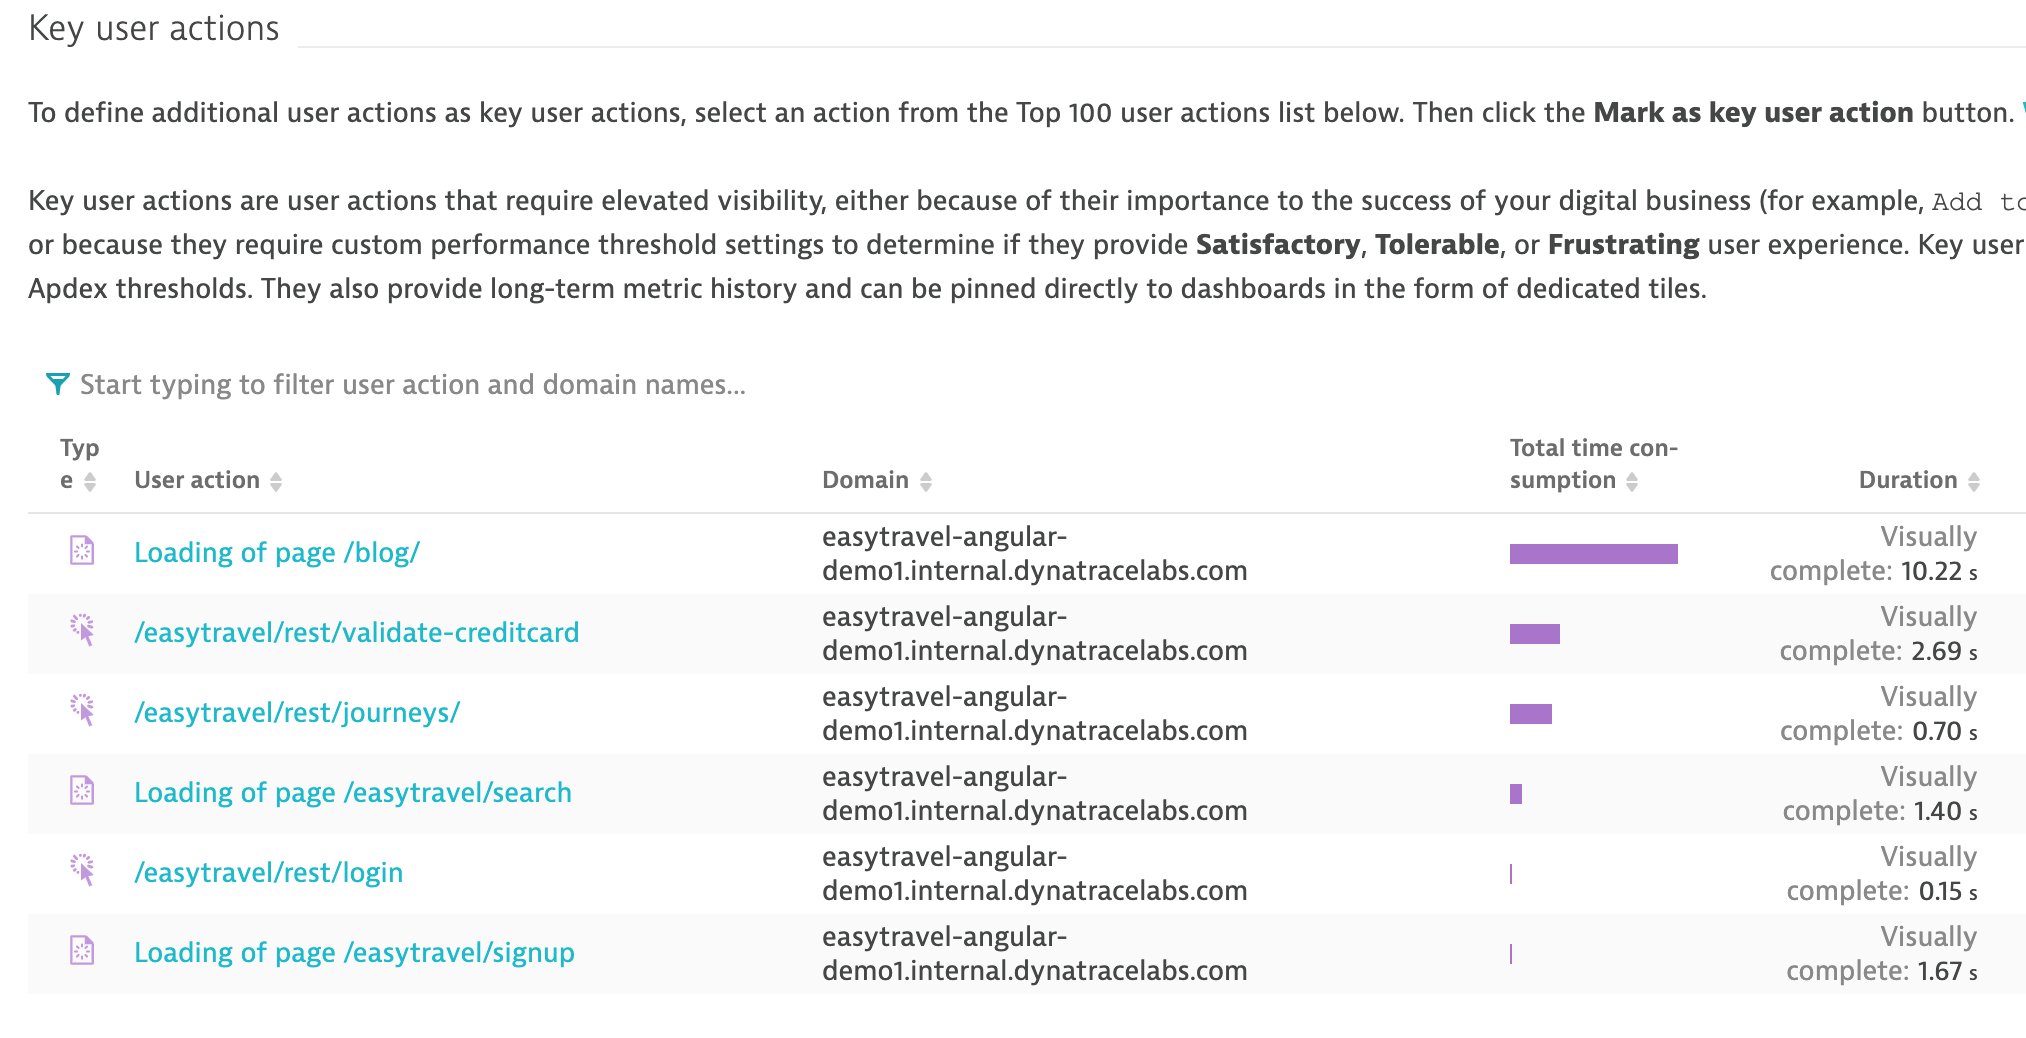 Key user actions
To define additional user actions as key user actions, select an action from the Top 100 user actions list below. Then click the Mark as key user action button.
Key user actions are user actions that require elevated visibility, either because of their importance to the success of your digital business (for example, Add
or because they require custom performance threshold settings to determine if they provide Satisfactory, Tolerable, or Frustrating user experience. Key user
Apdex thresholds. They also provide long-term metric history and can be pinned directly to dashboards in the form of dedicated tiles.
Start typing to filter user action and domain names...
Typ
e
User action
Domain
Total time con-
sumption
Duration
Loading of page /blog/
easytravel-angular-
demo1.internal.dynatracelabs.com
Visually
complete: 10.22 s
/easytravel/rest/validate-creditcard
easytravel-angular-
demo1.internal.dynatracelabs.com
Visually
complete: 2.69 s
/easytravel/rest/journeys/
easytravel-angular-
demo1.internal.dynatracelabs.com
Visually
complete: 0.70 s
Loading of page /easytravel/search
easytravel-angular-
demo1.internal.dynatracelabs.com
Visually
complete: 1.40 s
/easytravel/rest/login
easytravel-angular-
demo1.internal.dynatracelabs.com
Visually
complete: 0.15 s
Loading of page /easytravel/signup
easytravel-angular-
demo1.internal.dynatracelabs.com
Visually
complete: 1.67 s